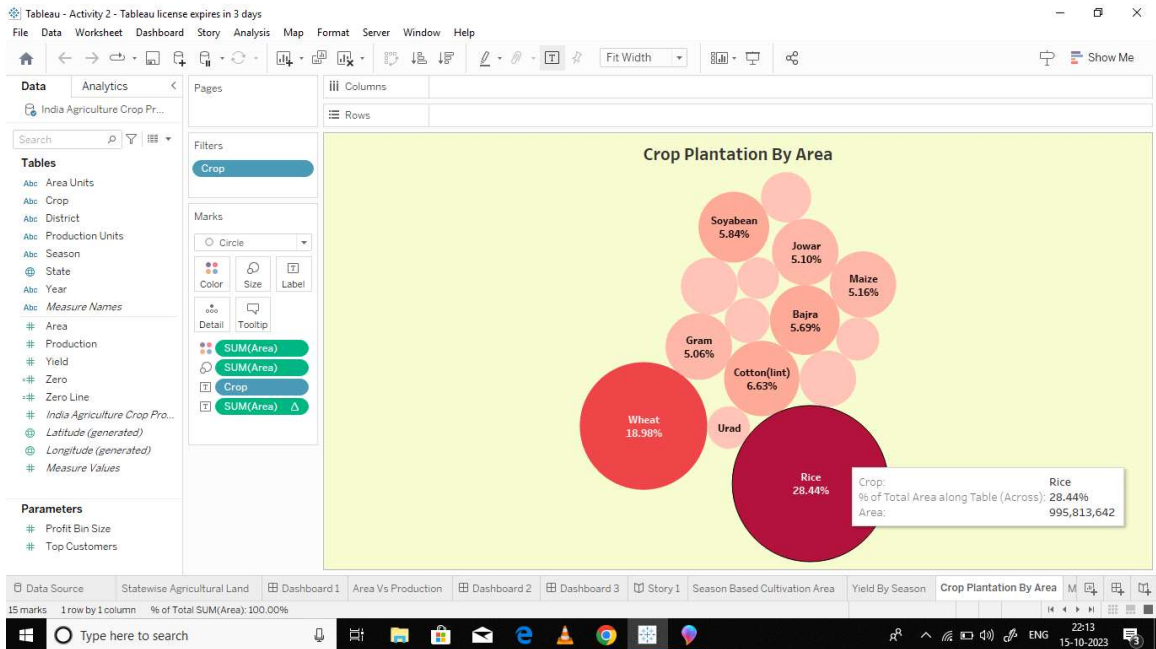 Tableau - Activity 2 - Tableau license expires in 3 days
File Data Worksheet Dashboard Story Analysis Map Format Server Window Help
Fit Width
Show Me
Data Analytics
India Agriculture Crop Pr...
Search
Tables
Abc Area Units
Abc Crop
Abc District
Abc Production Units
Abc Season
State
Abc Year
Abc Measure Names
# Area
# Production
# Yield
=# Zero
=# Zero Line
# India Agriculture Crop Pro...
Latitude (generated)
Longitude (generated)
# Measure Values
Parameters
# Profit Bin Size
# Top Customers
Pages
Filters
Crop
Marks
Circle
Color Size Label
Detail Tooltip
SUM(Area)
SUM(Area)
Crop
SUM(Area) △
Columns
Rows
Crop Plantation By Area
Soyabean
5.84%
Jowar
5.10%
Maize
5.16%
Bajra
5.69%
Gram
5.06%
Cotton(lint)
6.63%
Wheat
18.98%
Urad
Rice
28.44%
Crop: Rice
% of Total Area along Table (Across): 28.44%
Area: 995,813,642
Data Source Statewise Agricultural Land Dashboard 1 Area Vs Production Dashboard 2 Dashboard 3 Story 1 Season Based Cultivation Area Yield By Season Crop Plantation By Area M
15 marks 1 row by 1 column % of Total SUM(Area): 100.00%
Type here to search
ENG
22:13
15-10-2023
3